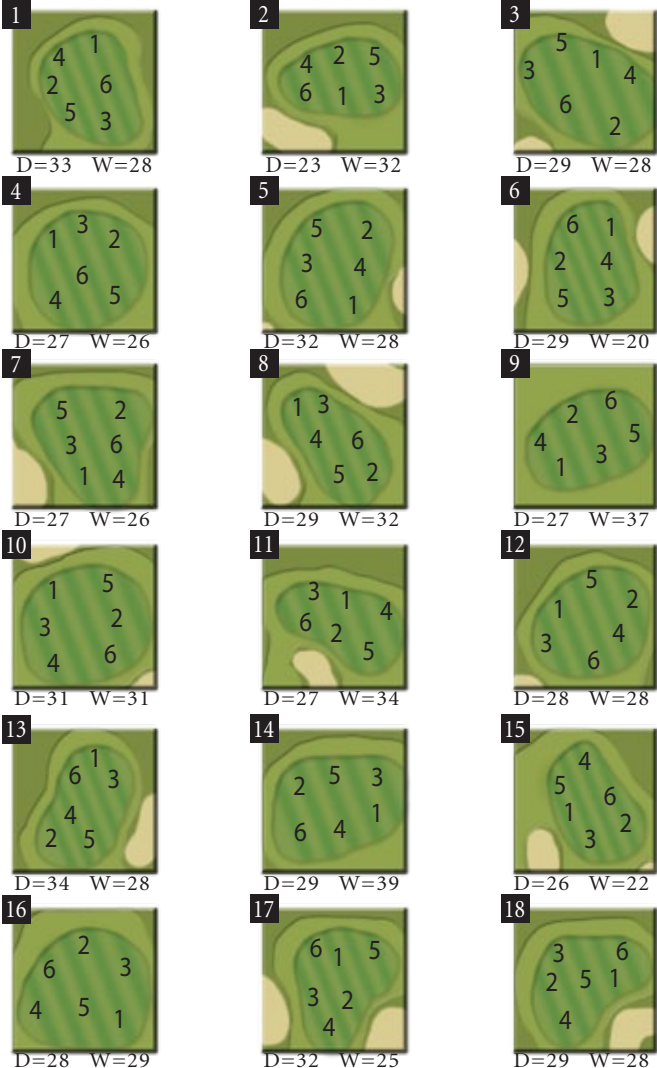 1
1
4
2 6
5
3
D=33 W=28
2
4 2 5
6 1 3
D=23 W=32
3
5
1
3 4
6
2
D=29 W=28
4
3
1 2
6
4 5
D=27 W=26
5
5 2
3 4
6 1
D=32 W=28
6
6 1
2 4
5 3
D=29 W=20
7
5 2
3 6
1 4
D=27 W=26
8
1 3
4 6
5 2
D=29 W=32
9
6
2
4 5
1 3
D=27 W=37
10
1 5
3 2
4 6
D=31 W=31
11
3 1 4
6 2
5
D=27 W=34
12
5
1 2
3 4
6
D=28 W=28
13
1
6 3
4
2 5
D=34 W=28
14
2 5 3
6 4 1
D=29 W=39
15
4
5 6
1 2
3
D=26 W=22
16
2
6 3
4 5 1
D=28 W=29
17
6 1 5
3 2
4
D=32 W=25
18
3 6
2 5 1
4
D=29 W=28